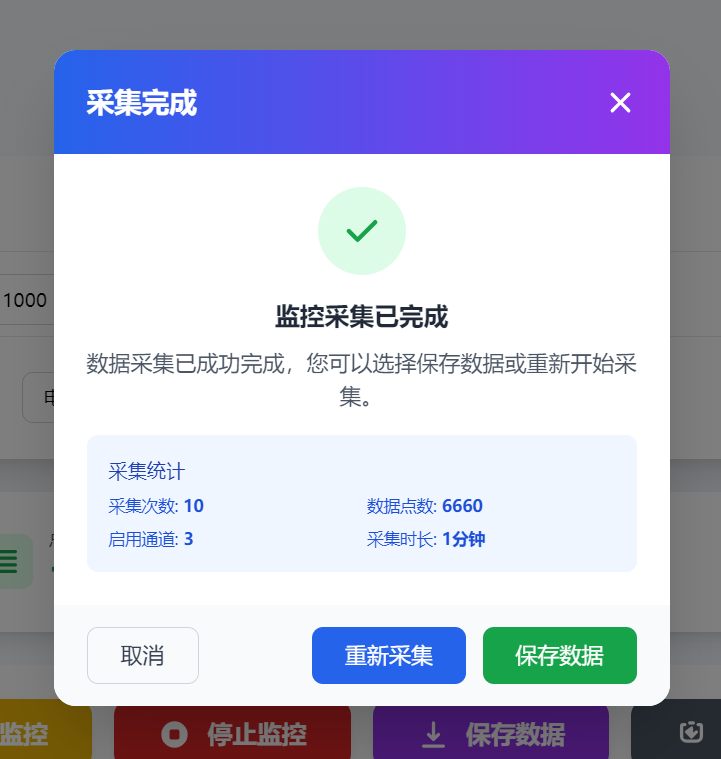 采集完成
监控采集已完成
数据采集已成功完成，您可以选择保存数据或重新开始采
集。
1000
采集统计
采集次数: 10 数据点数: 6660
启用通道: 3 采集时长: 1分钟
取消 重新采集 保存数据
监控 停止监控 保存数据